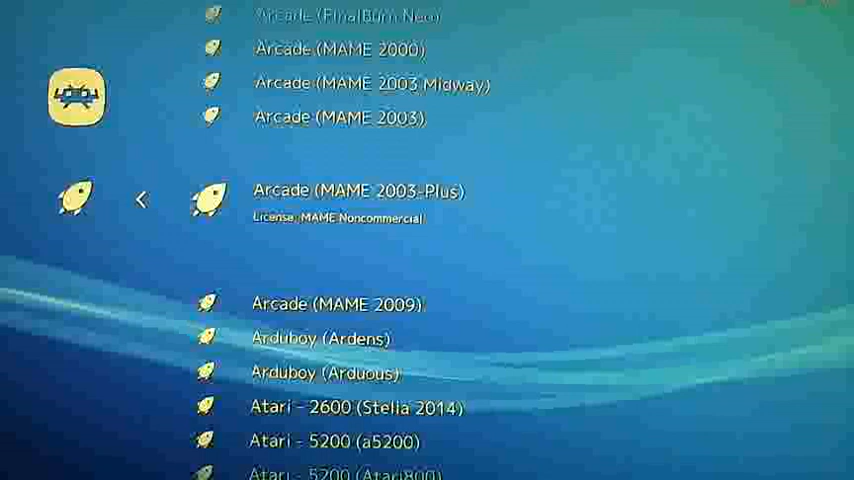 Arcade (FinalBurn Neo)
Arcade (MAME 2000)
Arcade (MAME 2003 Midway)
Arcade (MAME 2003)
Arcade (MAME 2003-Plus)
License: MAME Noncommercial
Arcade (MAME 2009)
Arduboy (Ardens)
Arduboy (Arduous)
Atari - 2600 (Stella 2014)
Atari - 5200 (a5200)
Atari - 5200 (Atari800)